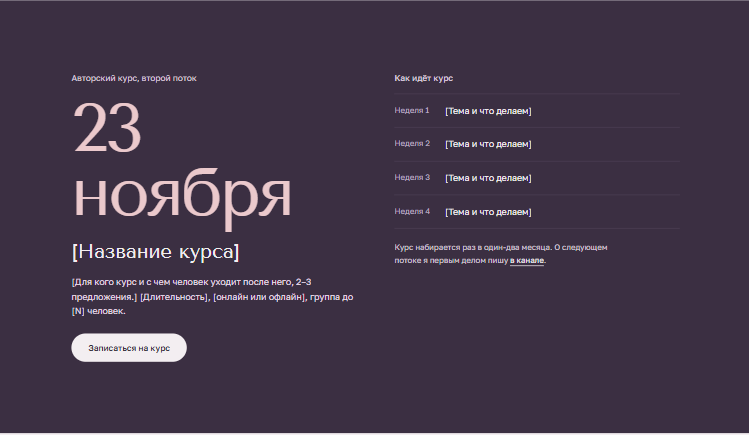 Авторский курс, второй поток
23
ноября
[Название курса]
[Для кого курс и с чем человек уходит после него, 2–3
предложения.] [Длительность], [онлайн или офлайн], группа до
[N] человек.
Записаться на курс
Как идёт курс
Неделя 1 [Тема и что делаем]
Неделя 2 [Тема и что делаем]
Неделя 3 [Тема и что делаем]
Неделя 4 [Тема и что делаем]
Курс набирается раз в один-два месяца. О следующем
потоке я первым делом пишу в канале.